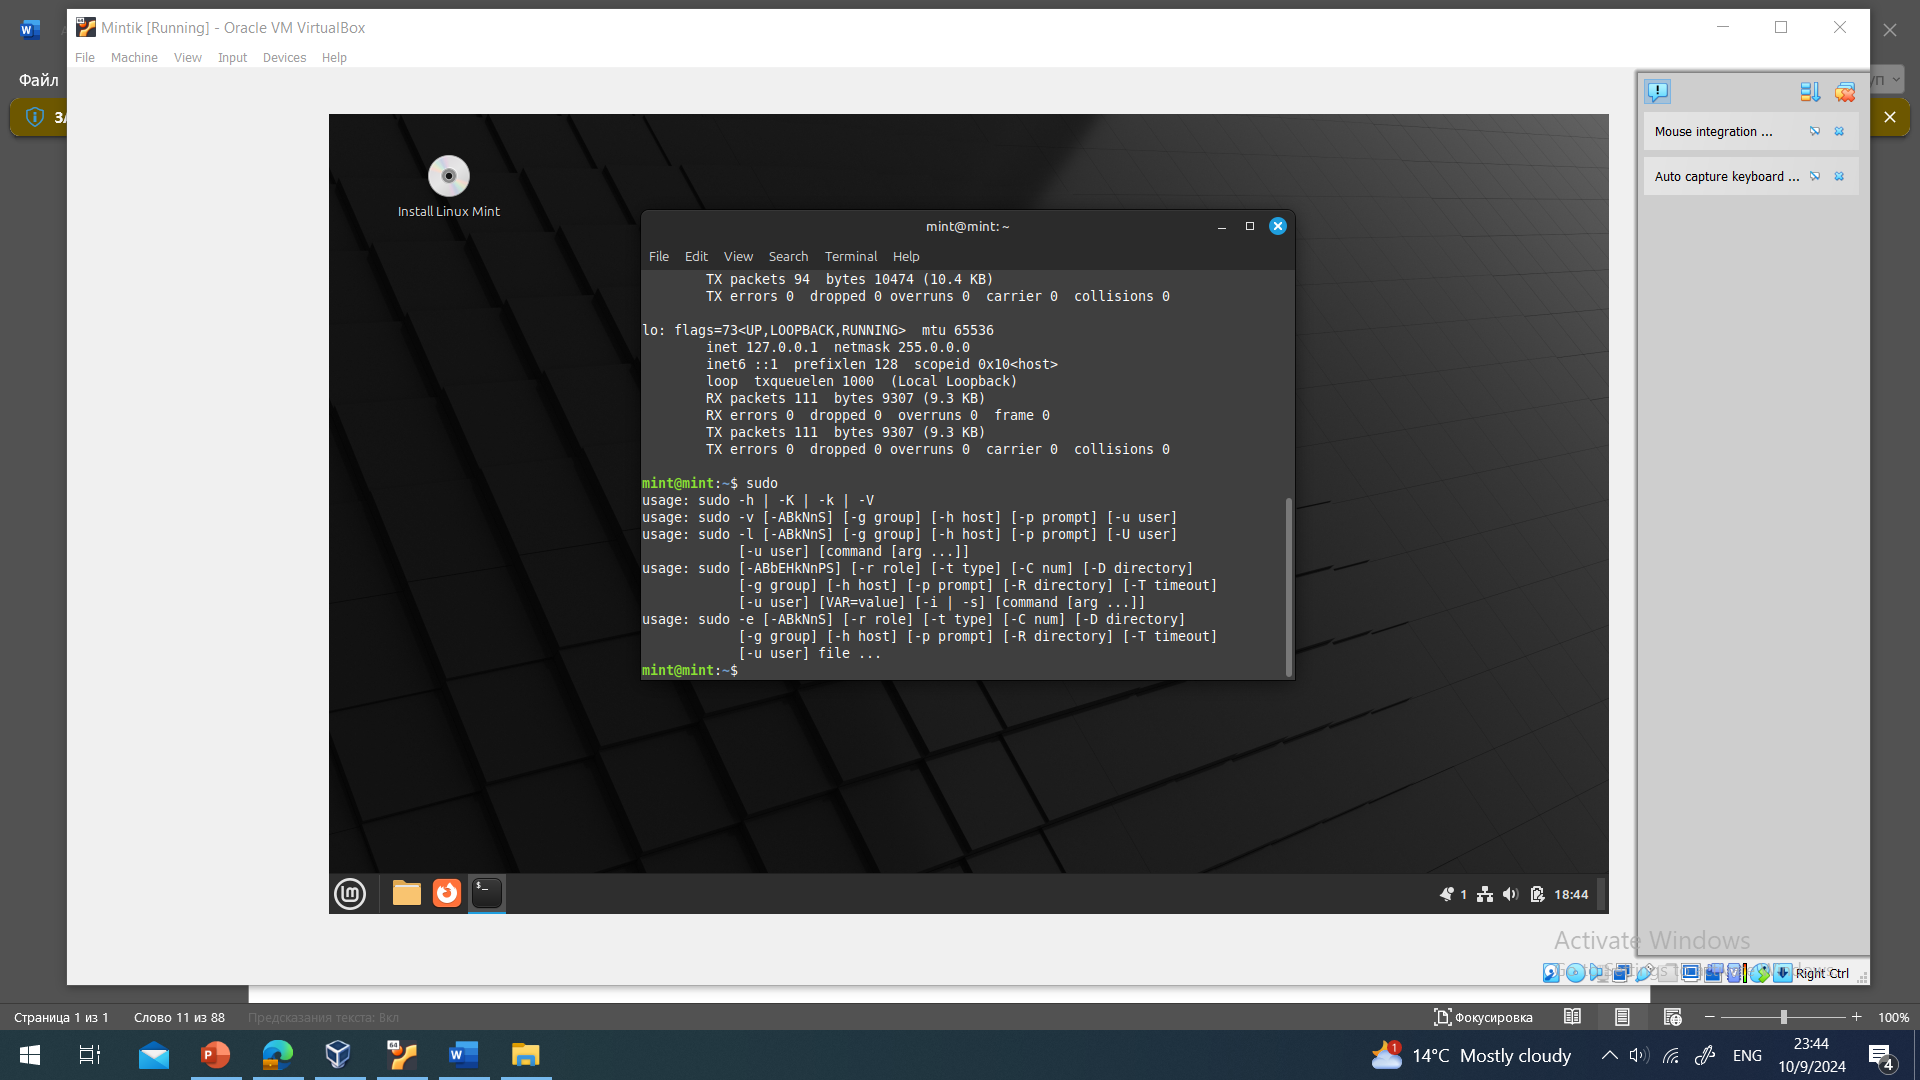 Mintik [Running] - Oracle VM VirtualBox
File Machine View Input Devices Help
Файл
Mouse integration ...
Auto capture keyboard ...
Install Linux Mint
mint@mint: ~
File Edit View Search Terminal Help
TX packets 94  bytes 10474 (10.4 KB)
TX errors 0  dropped 0 overruns 0  carrier 0  collisions 0
lo: flags=73<UP,LOOPBACK,RUNNING>  mtu 65536
inet 127.0.0.1  netmask 255.0.0.0
inet6 ::1  prefixlen 128  scopeid 0x10<host>
loop  txqueuelen 1000  (Local Loopback)
RX packets 111  bytes 9307 (9.3 KB)
RX errors 0  dropped 0  overruns 0  frame 0
TX packets 111  bytes 9307 (9.3 KB)
TX errors 0  dropped 0 overruns 0  carrier 0  collisions 0
mint@mint:~$ sudo
usage: sudo -h | -K | -k | -V
usage: sudo -v [-ABkNnS] [-g group] [-h host] [-p prompt] [-u user]
usage: sudo -l [-ABkNnS] [-g group] [-h host] [-p prompt] [-U user]
[-u user] [command [arg ...]]
usage: sudo [-ABbEHkNnPS] [-r role] [-t type] [-C num] [-D directory]
[-g group] [-h host] [-p prompt] [-R directory] [-T timeout]
[-u user] [VAR=value] [-i | -s] [command [arg ...]]
usage: sudo -e [-ABkNnS] [-r role] [-t type] [-C num] [-D directory]
[-g group] [-h host] [-p prompt] [-R directory] [-T timeout]
[-u user] file ...
mint@mint:~$
1 18:44
Activate Windows
Right Ctrl
Страница 1 из 1 Слово 11 из 88 Предсказания текста: Вкл Фокусировка 100%
14°C Mostly cloudy ENG 23:44
10/9/2024 4